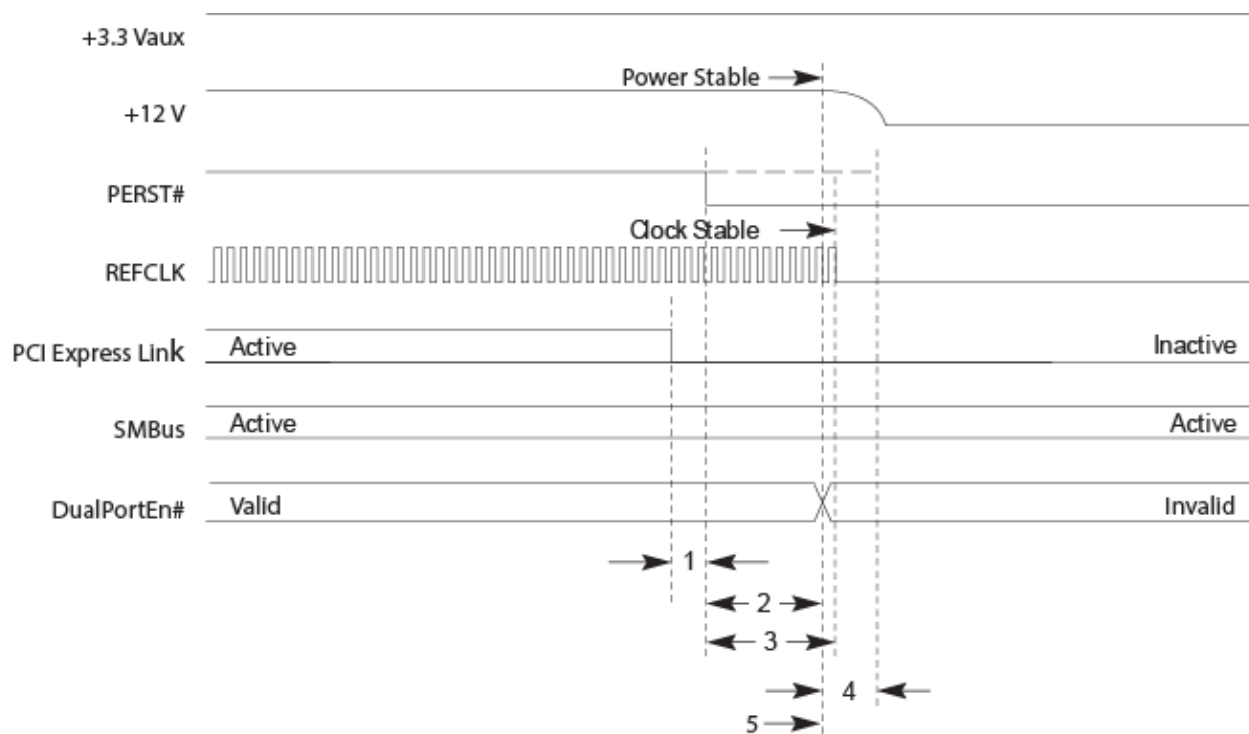 +3.3 Vaux
Power Stable
+12 V
PERST#
Clock Stable
REFCLK
PCI Express Link
Active
Inactive
SMBus
Active
Active
DualPortEn#
Valid
Invalid
1
2
3
4
5